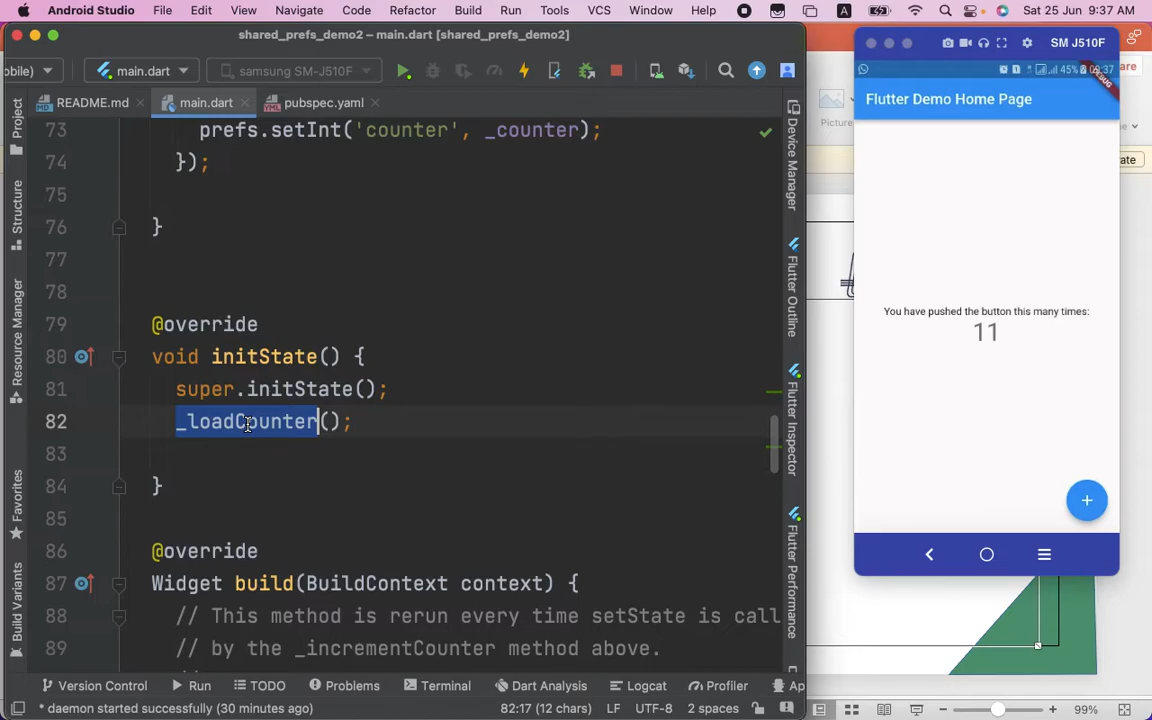 Android Studio File Edit View Navigate Code Refactor Build Run Tools VCS Window Help A Sat 25 Jun 9:37 AM
shared_prefs_demo2 – main.dart [shared_prefs_demo2]
main.dart samsung SM-J510F
README.md main.dart pubspec.yaml
73 prefs.setInt('counter', _counter);
74 });
75
76 }
77
78
79 @override
80 void initState() {
81 super.initState();
82 _loadCounter();
83
84 }
85
86 @override
87 Widget build(BuildContext context) {
88 // This method is rerun every time setState is call
89 // by the _incrementCounter method above.
Project
Structure
Resource Manager
Favorites
Build Variants
Device Manager
Flutter Outline
Flutter Inspector
Flutter Performance
Version Control Run TODO Problems Terminal Dart Analysis Logcat Profiler Ap
* daemon started successfully (30 minutes ago) 82:17 (12 chars) LF UTF-8 2 spaces
SM J510F
45% 09:37
DEBUG
Flutter Demo Home Page
You have pushed the button this many times:
11
Picture
99%